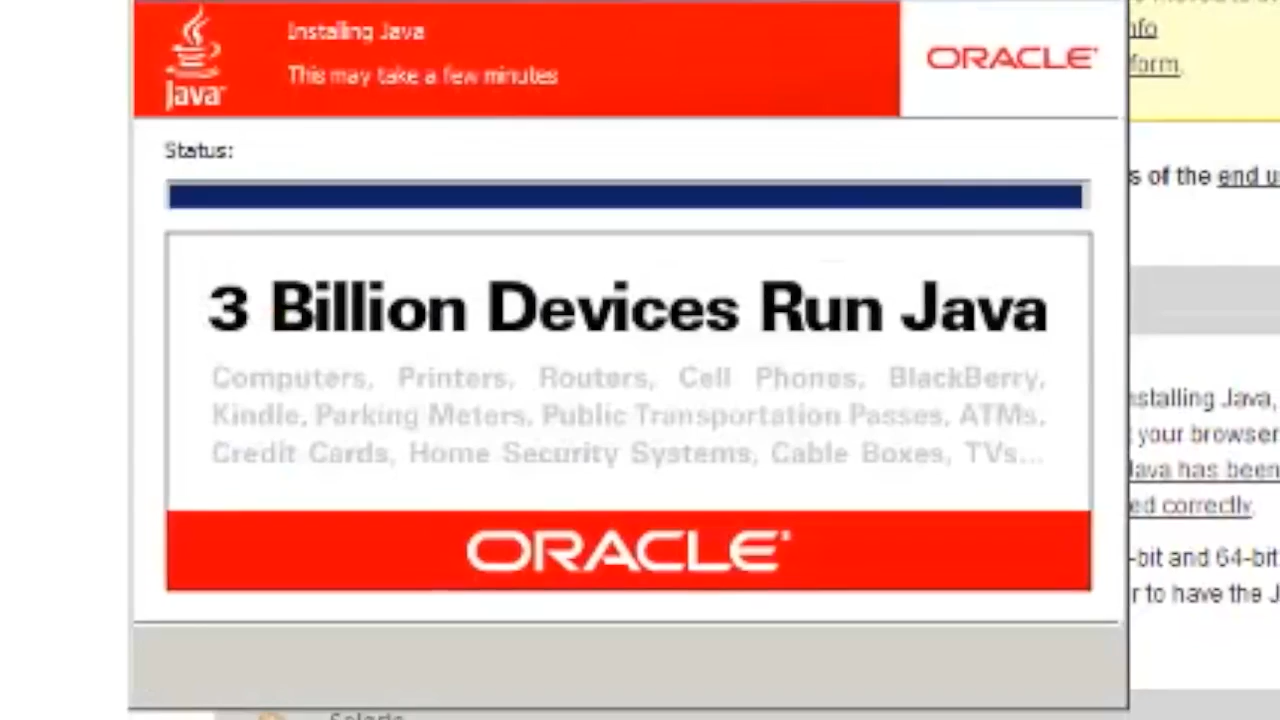 Installing Java
This may take a few minutes
Java
ORACLE
Status:
3 Billion Devices Run Java
Computers, Printers, Routers, Cell Phones, BlackBerry,
Kindle, Parking Meters, Public Transportation Passes, ATMs,
Credit Cards, Home Security Systems, Cable Boxes, TVs...
ORACLE
form.
s of the end u
nstalling Java,
your browser
Java has been
ed correctly.
-bit and 64-bit
r to have the J